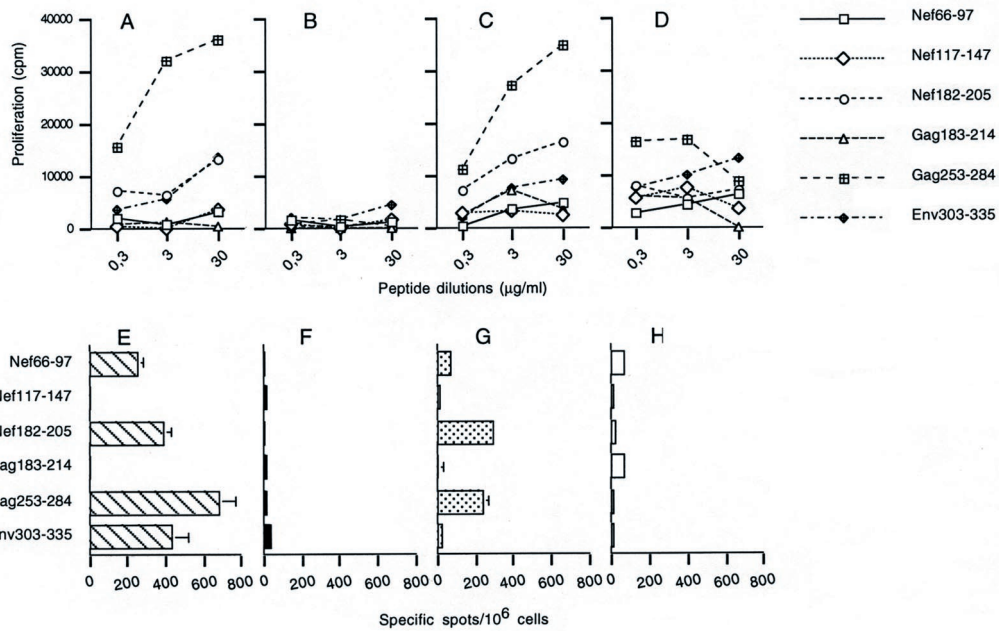 A B C D
Proliferation (cpm)
40000
30000
20000
10000
0
0,3 3 30 0,3 3 30 0,3 3 30 0,3 3 30
Peptide dilutions (µg/ml)
Nef66-97
Nef117-147
Nef182-205
Gag183-214
Gag253-284
Env303-335
E F G H
Nef66-97
Nef117-147
ef182-205
ag183-214
ag253-284
nv303-335
0 200 400 600 800 0 200 400 600 800 0 200 400 600 800 0 200 400 600 800
Specific spots/10⁶ cells